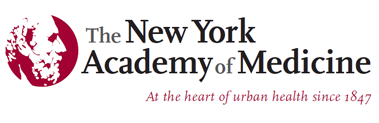 The New York
Academy of Medicine
At the heart of urban health since 1847